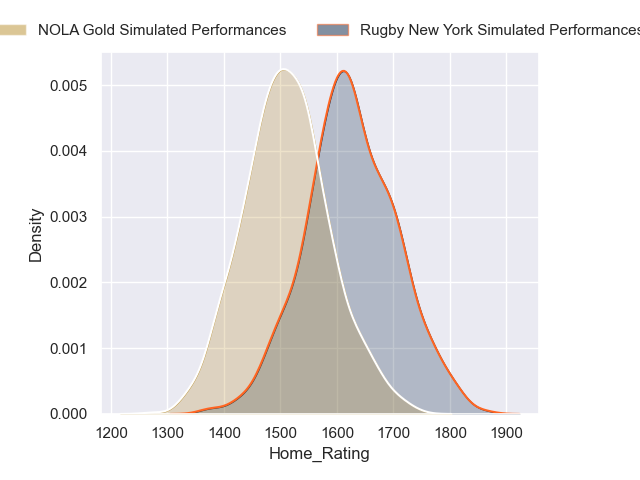 NOLA Gold Simulated Performances
Rugby New York Simulated Performances
Density
0.005
0.004
0.003
0.002
0.001
0.000
1200 1300 1400 1500 1600 1700 1800 1900
Home_Rating